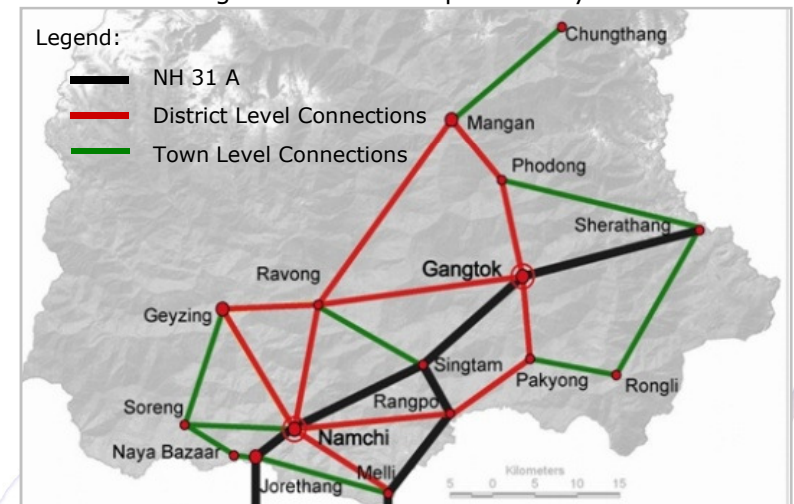 Legend:
NH 31 A
District Level Connections
Town Level Connections
Chungthang
Mangan
Phodong
Sherathang
Gangtok
Ravong
Geyzing
Singtam
Pakyong
Rongli
Rangpo
Soreng
Namchi
Naya Bazaar
Melli
Jorethang
Kilometers
5 0 5 10 15